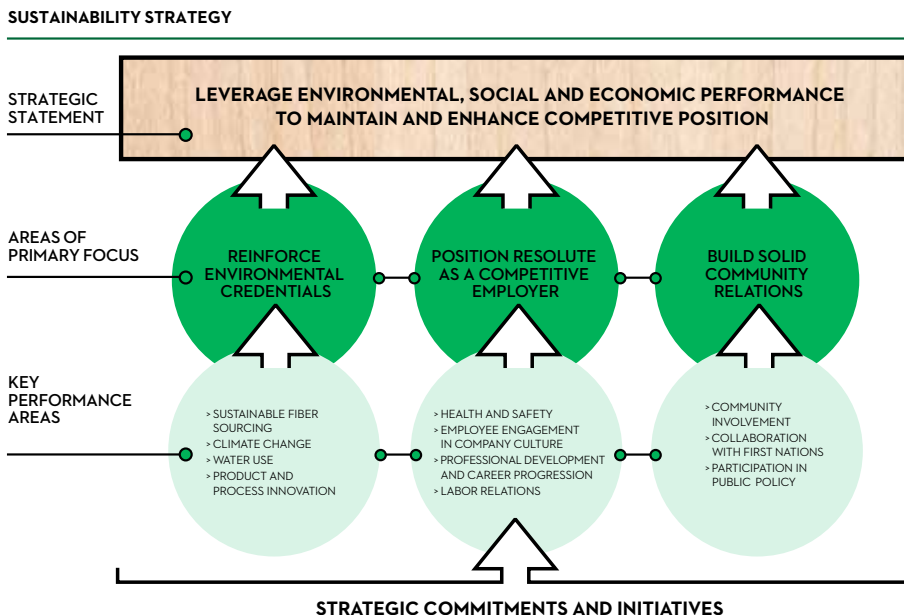 SUSTAINABILITY STRATEGY
STRATEGIC
STATEMENT
LEVERAGE ENVIRONMENTAL, SOCIAL AND ECONOMIC PERFORMANCE
TO MAINTAIN AND ENHANCE COMPETITIVE POSITION
AREAS OF
PRIMARY FOCUS
REINFORCE
ENVIRONMENTAL
CREDENTIALS
POSITION RESOLUTE
AS A COMPETITIVE
EMPLOYER
BUILD SOLID
COMMUNITY
RELATIONS
KEY
PERFORMANCE
AREAS
> SUSTAINABLE FIBER
SOURCING
> CLIMATE CHANGE
> WATER USE
> PRODUCT AND
PROCESS INNOVATION
> HEALTH AND SAFETY
> EMPLOYEE ENGAGEMENT
IN COMPANY CULTURE
> PROFESSIONAL DEVELOPMENT
AND CAREER PROGRESSION
> LABOR RELATIONS
> COMMUNITY
INVOLVEMENT
> COLLABORATION
WITH FIRST NATIONS
> PARTICIPATION IN
PUBLIC POLICY
STRATEGIC COMMITMENTS AND INITIATIVES